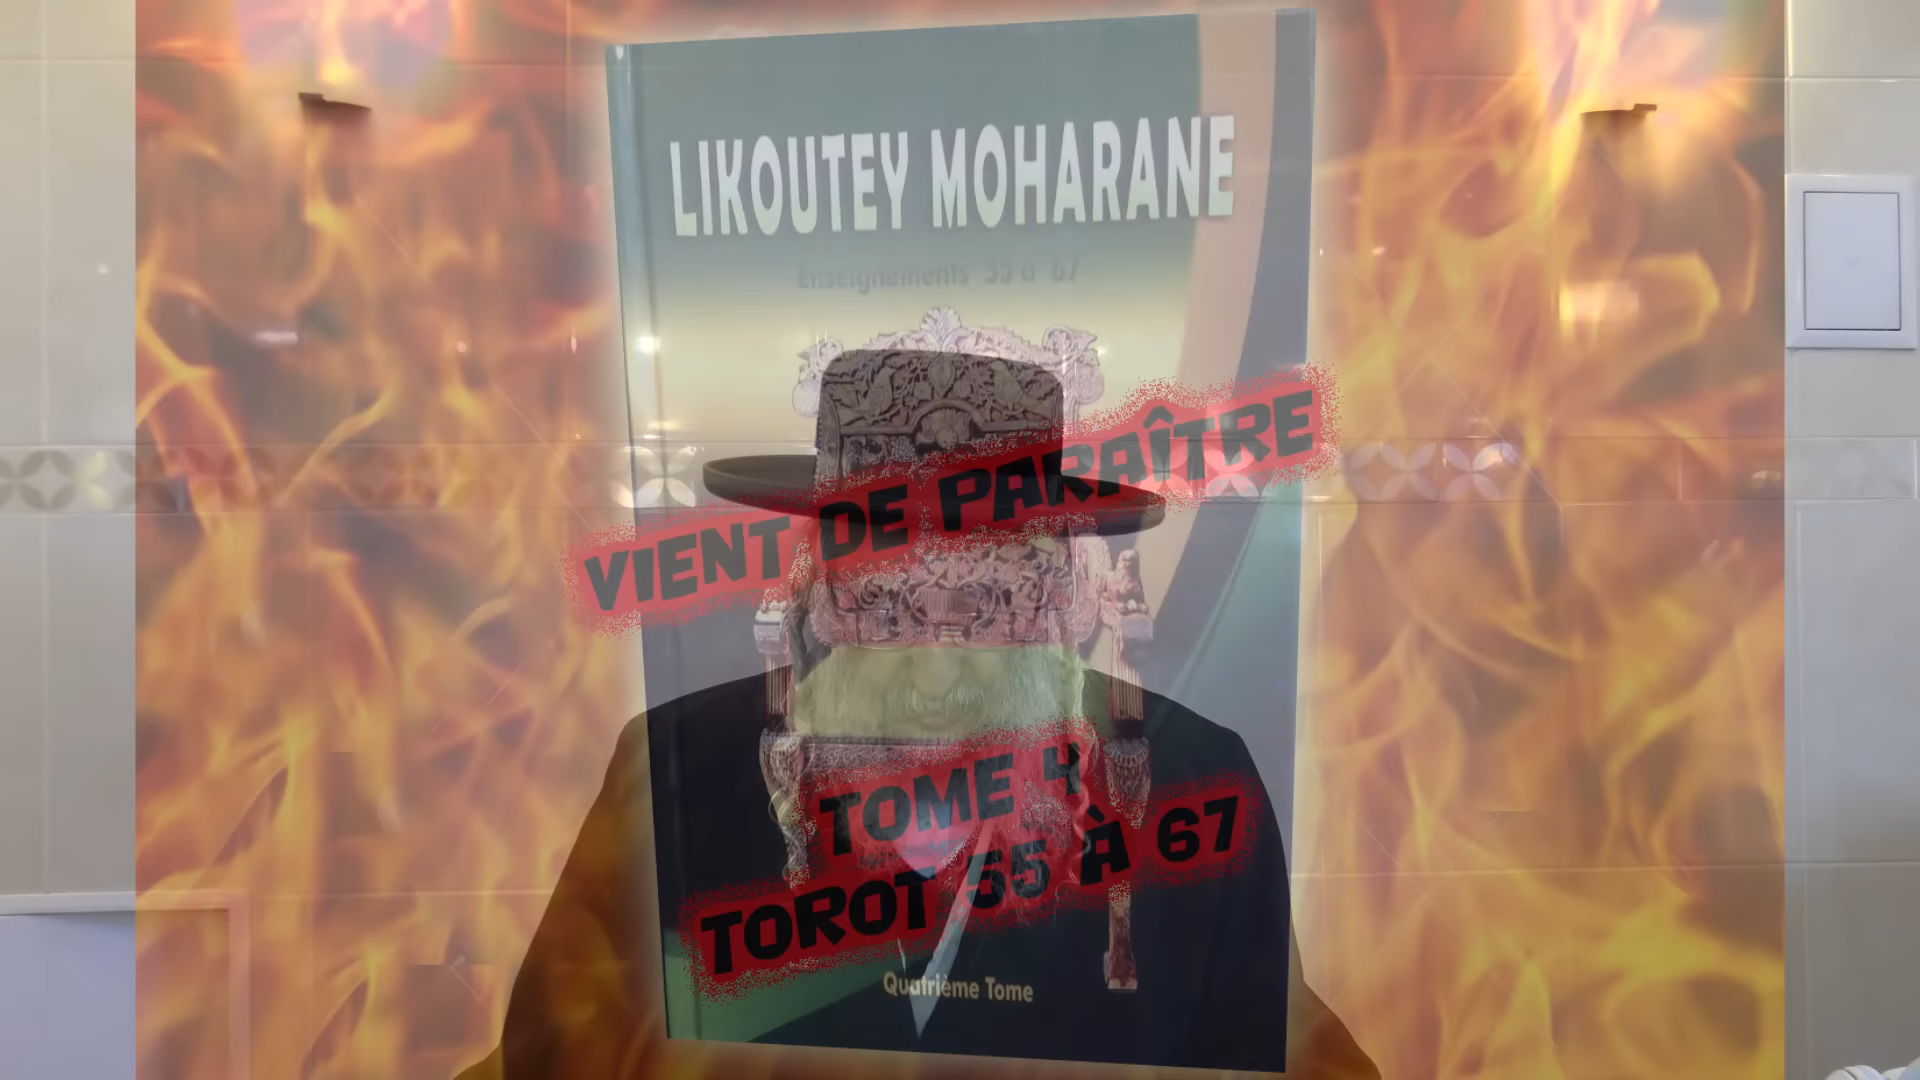 LIKOUTEY MOHARANE
Enseignements 55 à 67
VIENT DE PARAÎTRE
TOME 4
TOROT 55 À 67
Quatrième Tome